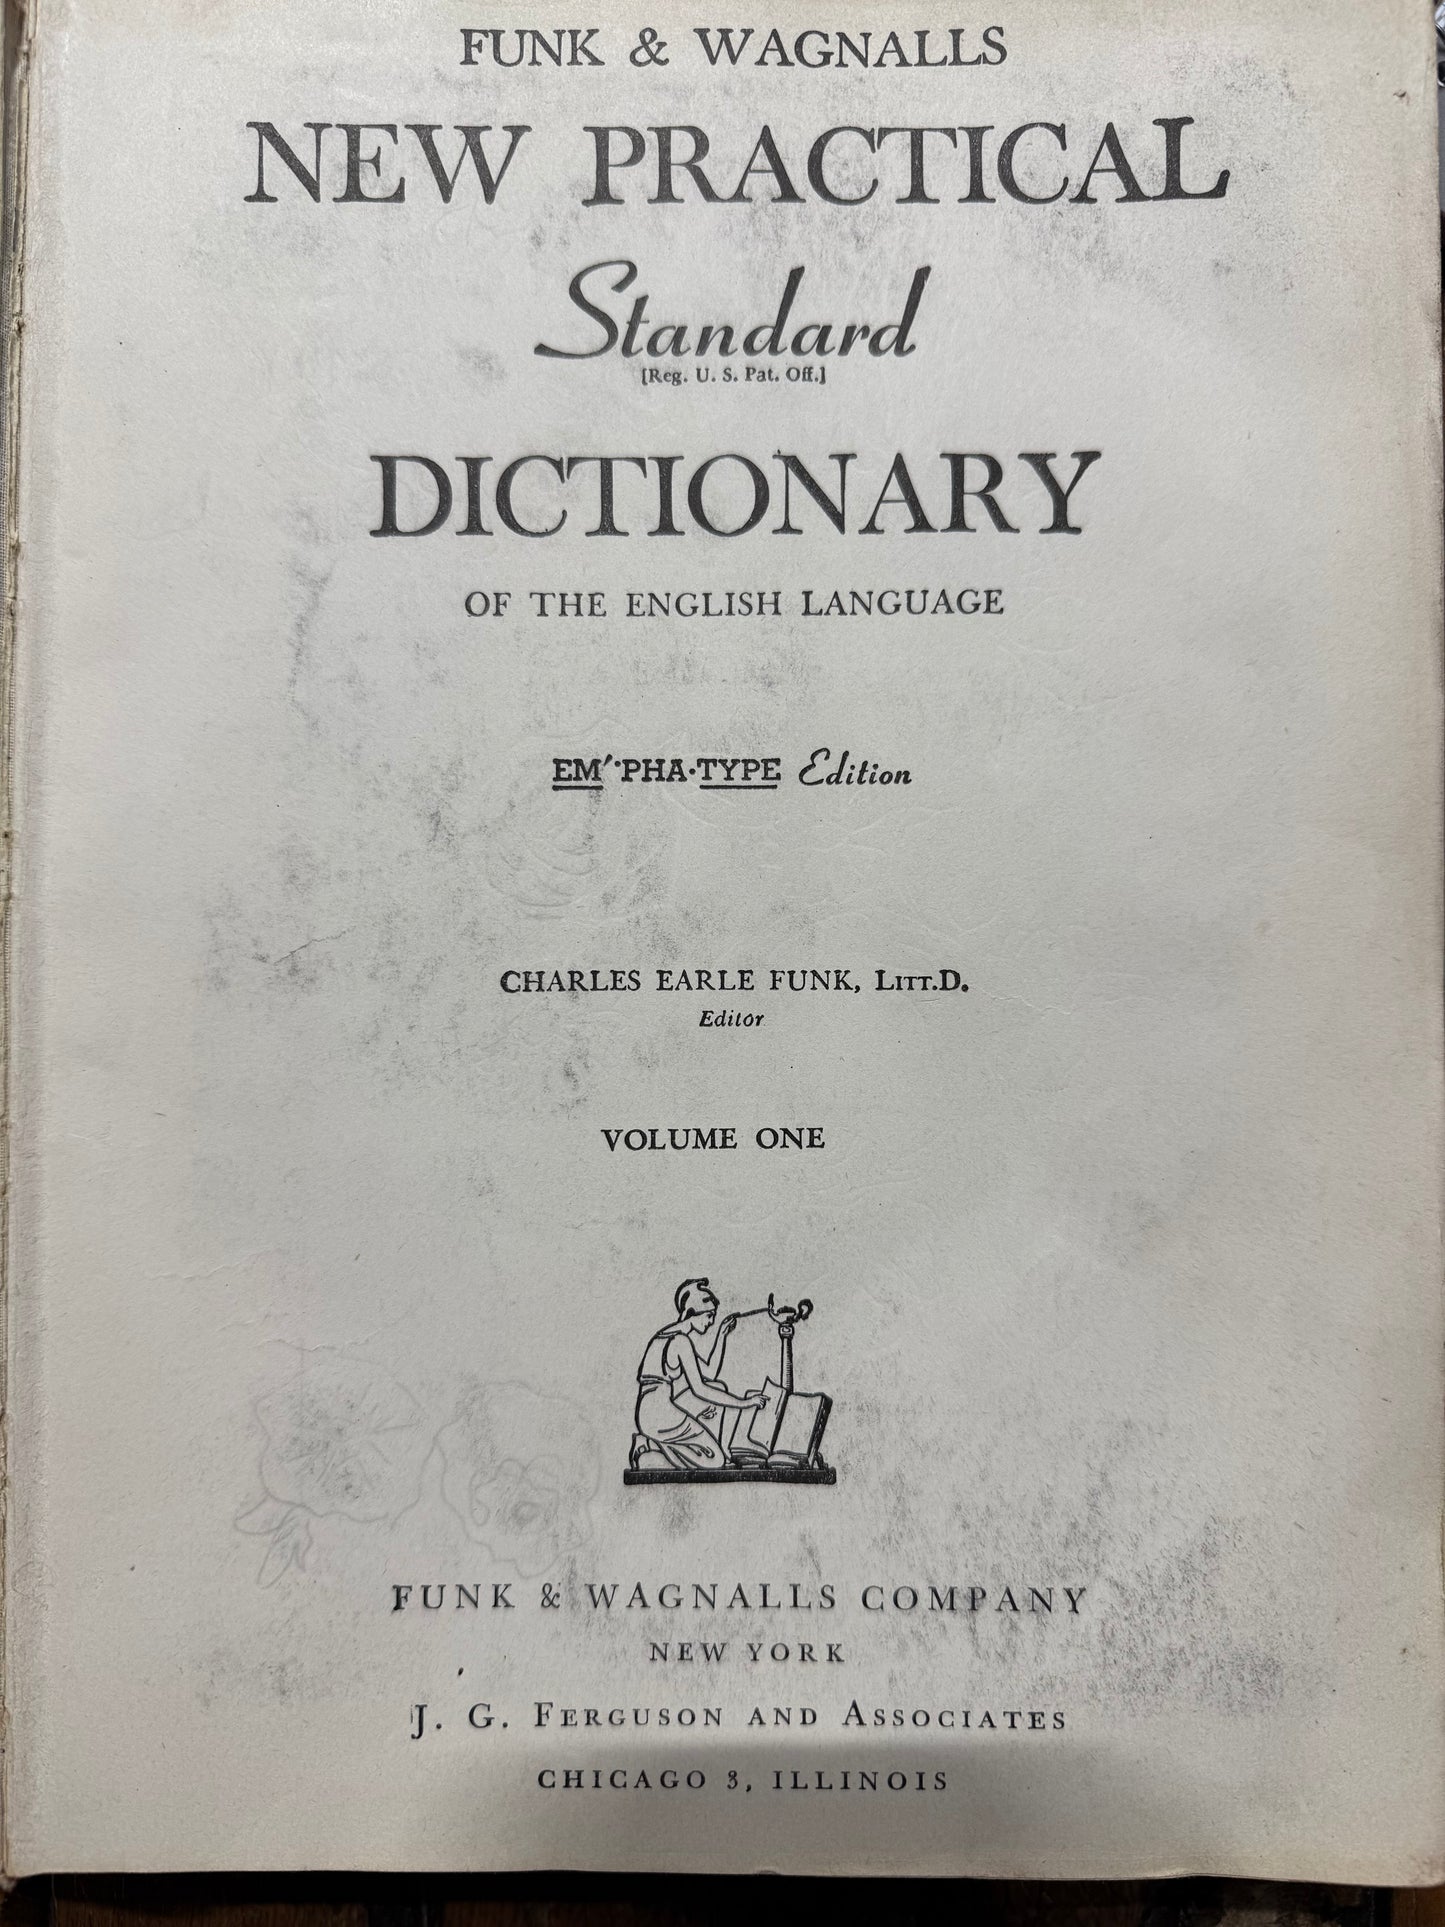 FUNK & WAGNALLS
NEW PRACTICAL
Standard
[Reg. U. S. Pat. Off.]
DICTIONARY
OF THE ENGLISH LANGUAGE
EM′·PHA·TYPE Edition
CHARLES EARLE FUNK, LITT.D.
Editor
VOLUME ONE
FUNK & WAGNALLS COMPANY
NEW YORK
J. G. FERGUSON AND ASSOCIATES
CHICAGO 3, ILLINOIS